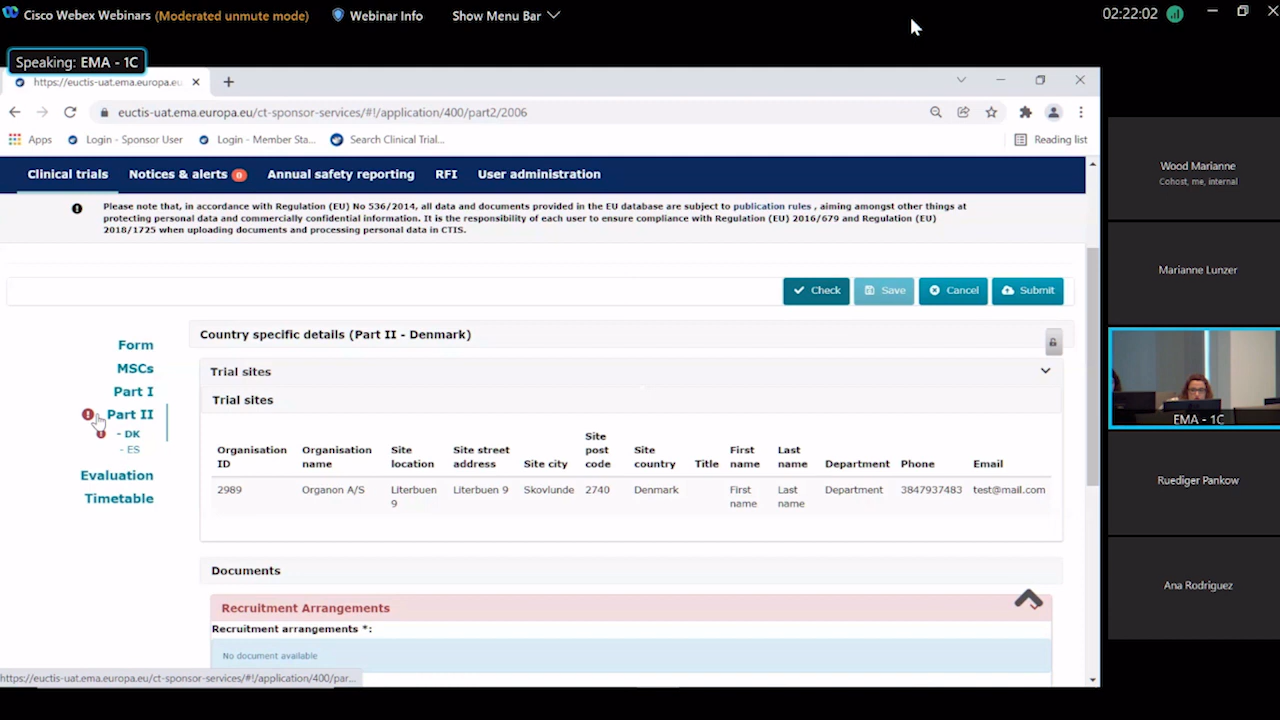 Cisco Webex Webinars (Moderated unmute mode) Webinar Info Show Menu Bar 02:22:02
Speaking: EMA - 1C
https://euctis-uat.ema.europa.eu
euctis-uat.ema.europa.eu/ct-sponsor-services/#!/application/400/part2/2006
Apps Login - Sponsor User Login - Member Sta... Search Clinical Trial... Reading list
Clinical trials Notices & alerts 0 Annual safety reporting RFI User administration
Please note that, in accordance with Regulation (EU) No 536/2014, all data and documents provided in the EU database are subject to publication rules , aiming amongst other things at
protecting personal data and commercially confidential information. It is the responsibility of each user to ensure compliance with Regulation (EU) 2016/679 and Regulation (EU)
2018/1725 when uploading documents and processing personal data in CTIS.
Check Save Cancel Submit
Form
MSCs
Part I
Part II
- DK
- ES
Evaluation
Timetable
Country specific details (Part II - Denmark)
Trial sites
Trial sites
Organisation ID Organisation name Site location Site street address Site city Site post code Site country Title First name Last name Department Phone Email
2989 Organon A/S Literbuen 9 Literbuen 9 Skovlunde 2740 Denmark First name Last name Department 3847937483 test@mail.com
Documents
Recruitment Arrangements
Recruitment arrangements *:
No document available
https://euctis-uat.ema.europa.eu/ct-sponsor-services/#!/application/400/par...
Wood Marianne
Cohost, me, internal
Marianne Lunzer
EMA - 1C
Ruediger Pankow
Ana Rodriguez